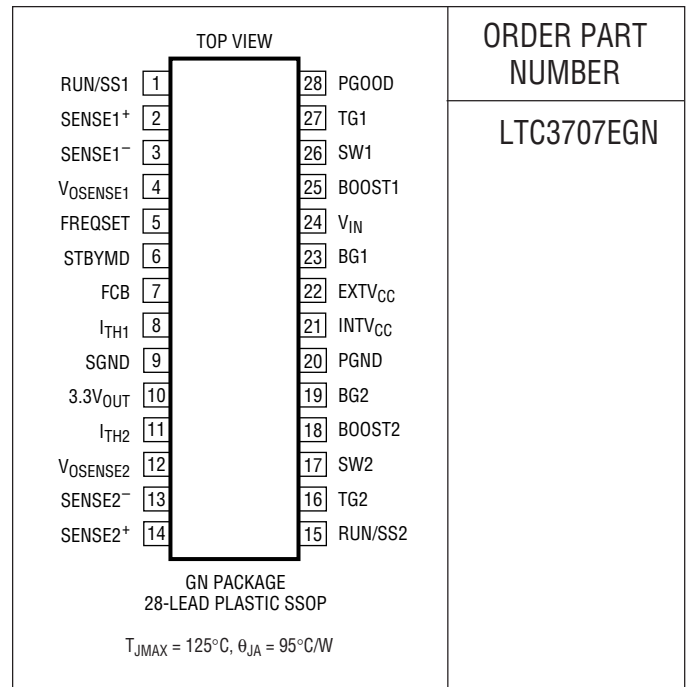 TOP VIEW
RUN/SS1 1 28 PGOOD
SENSE1⁺ 2 27 TG1
SENSE1⁻ 3 26 SW1
VOSENSE1 4 25 BOOST1
FREQSET 5 24 VIN
STBYMD 6 23 BG1
FCB 7 22 EXTVCC
ITH1 8 21 INTVCC
SGND 9 20 PGND
3.3VOUT 10 19 BG2
ITH2 11 18 BOOST2
VOSENSE2 12 17 SW2
SENSE2⁻ 13 16 TG2
SENSE2⁺ 14 15 RUN/SS2
GN PACKAGE
28-LEAD PLASTIC SSOP
TJMAX = 125°C, θJA = 95°C/W
ORDER PART
NUMBER
LTC3707EGN